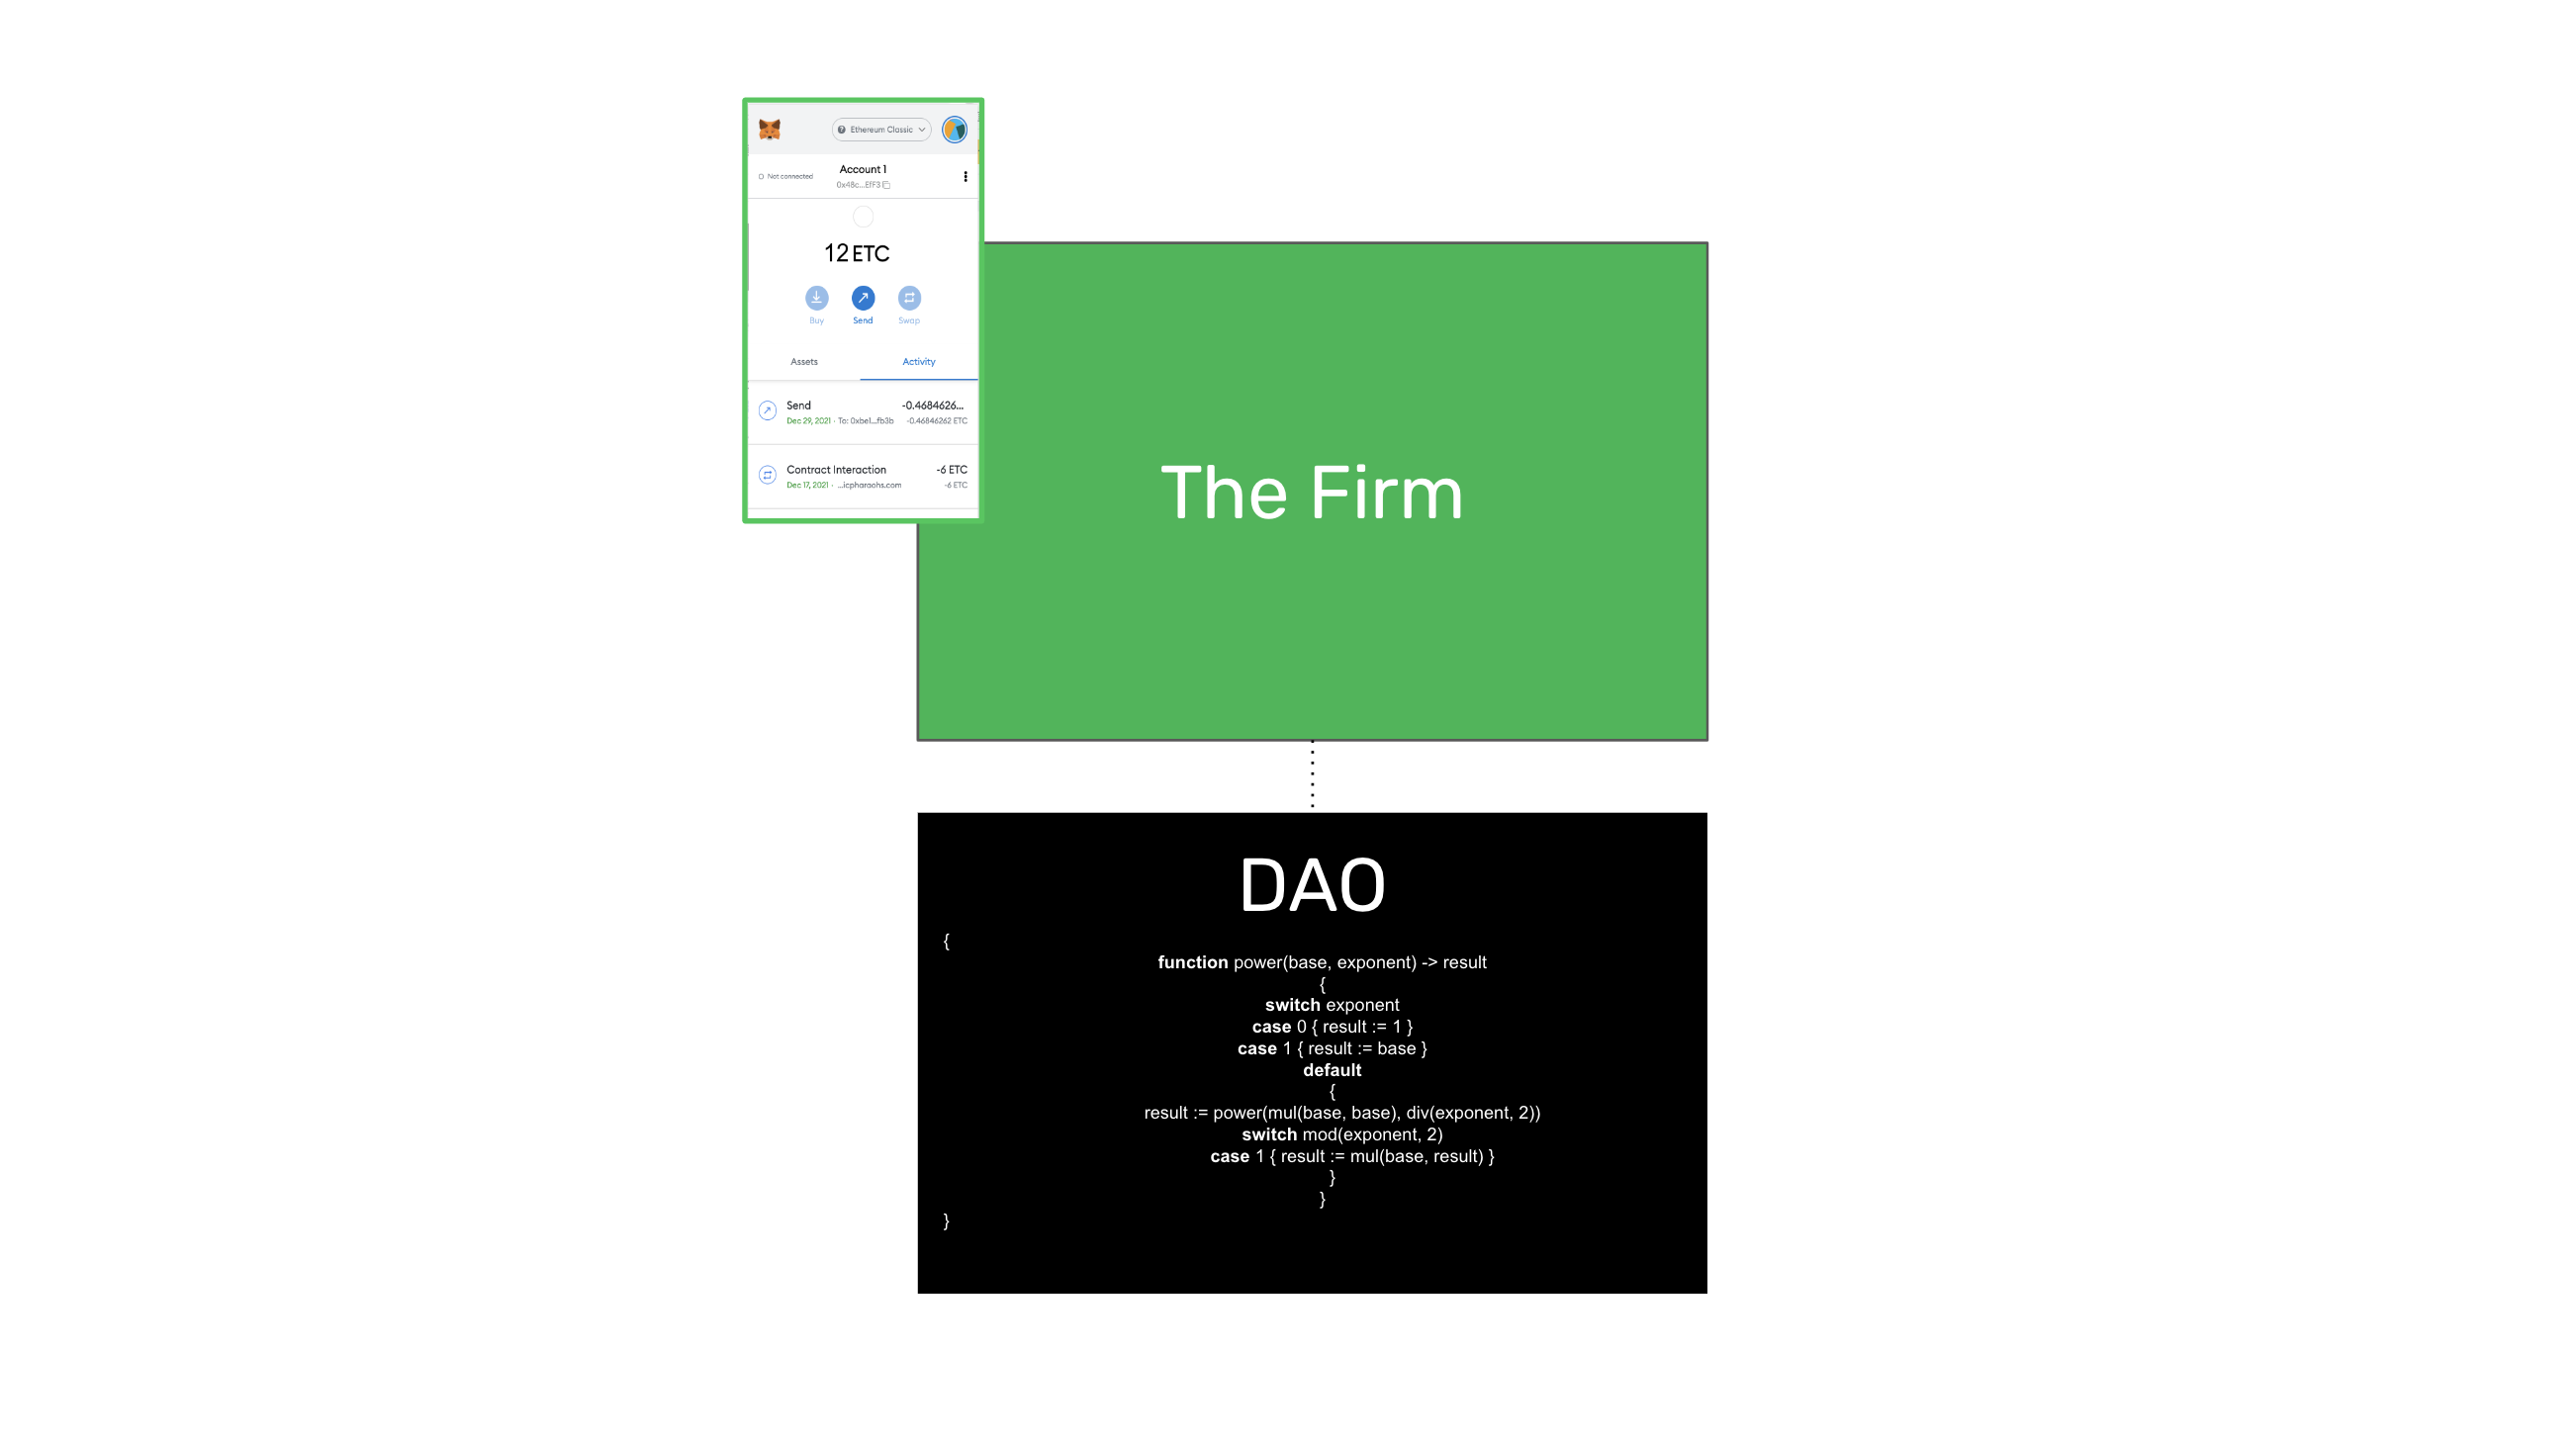 Ethereum Classic
Not connected
Account 1
0x48c...EfF3
12 ETC
Buy
Send
Swap
Assets
Activity
Send
-0.4684626...
Dec 29, 2021 · To: 0xbe1...fb3b
-0.46846262 ETC
Contract Interaction
-6 ETC
Dec 17, 2021 · ...icpharaohs.com
-6 ETC
The Firm
DAO
{
function power(base, exponent) -> result
{
switch exponent
case 0 { result := 1 }
case 1 { result := base }
default
{
result := power(mul(base, base), div(exponent, 2))
switch mod(exponent, 2)
case 1 { result := mul(base, result) }
}
}
}